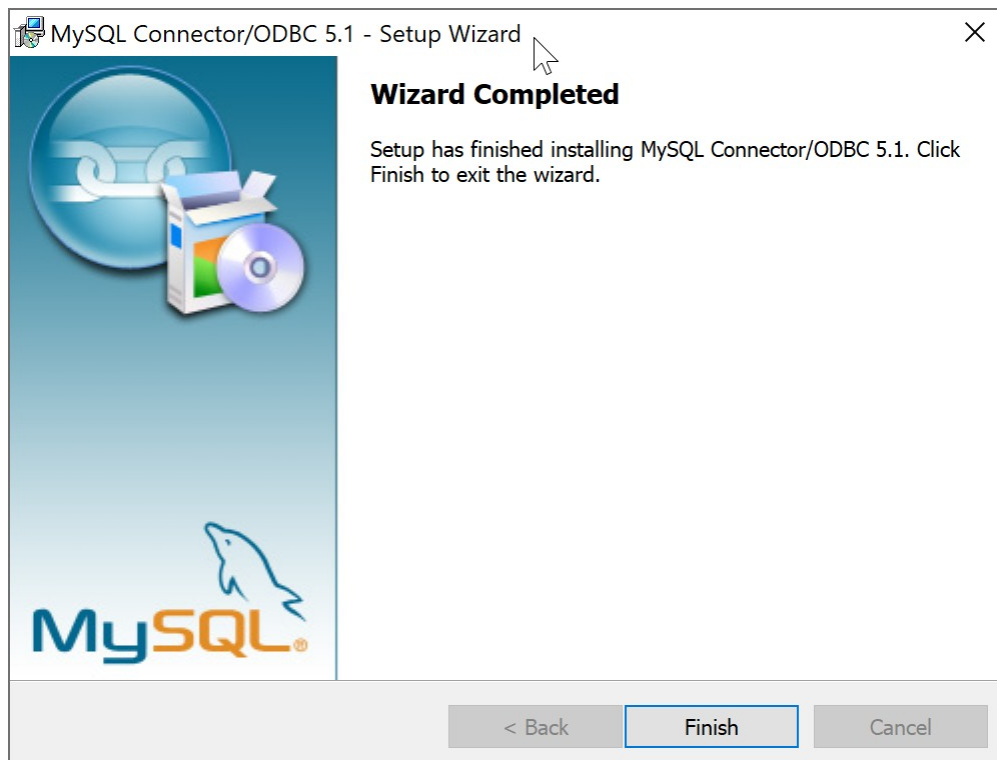 MySQL Connector/ODBC 5.1 - Setup Wizard
Wizard Completed
Setup has finished installing MySQL Connector/ODBC 5.1. Click
Finish to exit the wizard.
MySQL®
< Back
Finish
Cancel